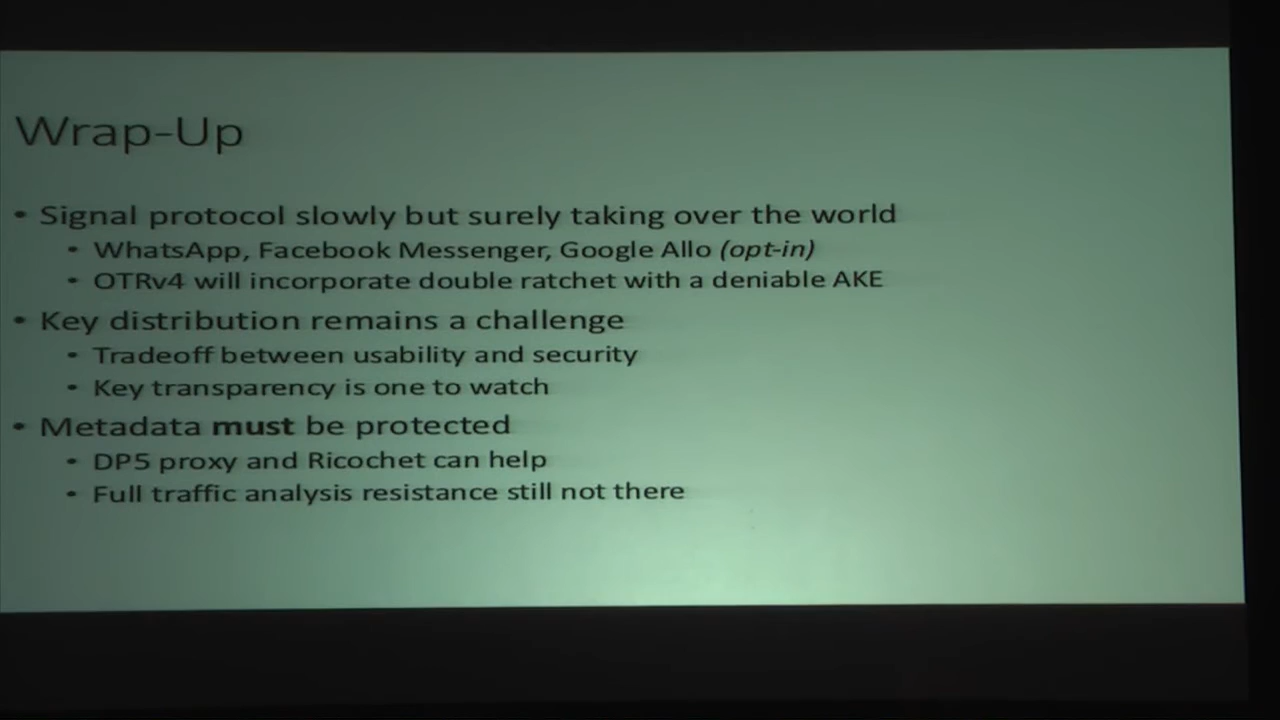 Wrap-Up
• Signal protocol slowly but surely taking over the world
• WhatsApp, Facebook Messenger, Google Allo (opt-in)
• OTRv4 will incorporate double ratchet with a deniable AKE
• Key distribution remains a challenge
• Tradeoff between usability and security
• Key transparency is one to watch
• Metadata must be protected
• DP5 proxy and Ricochet can help
• Full traffic analysis resistance still not there